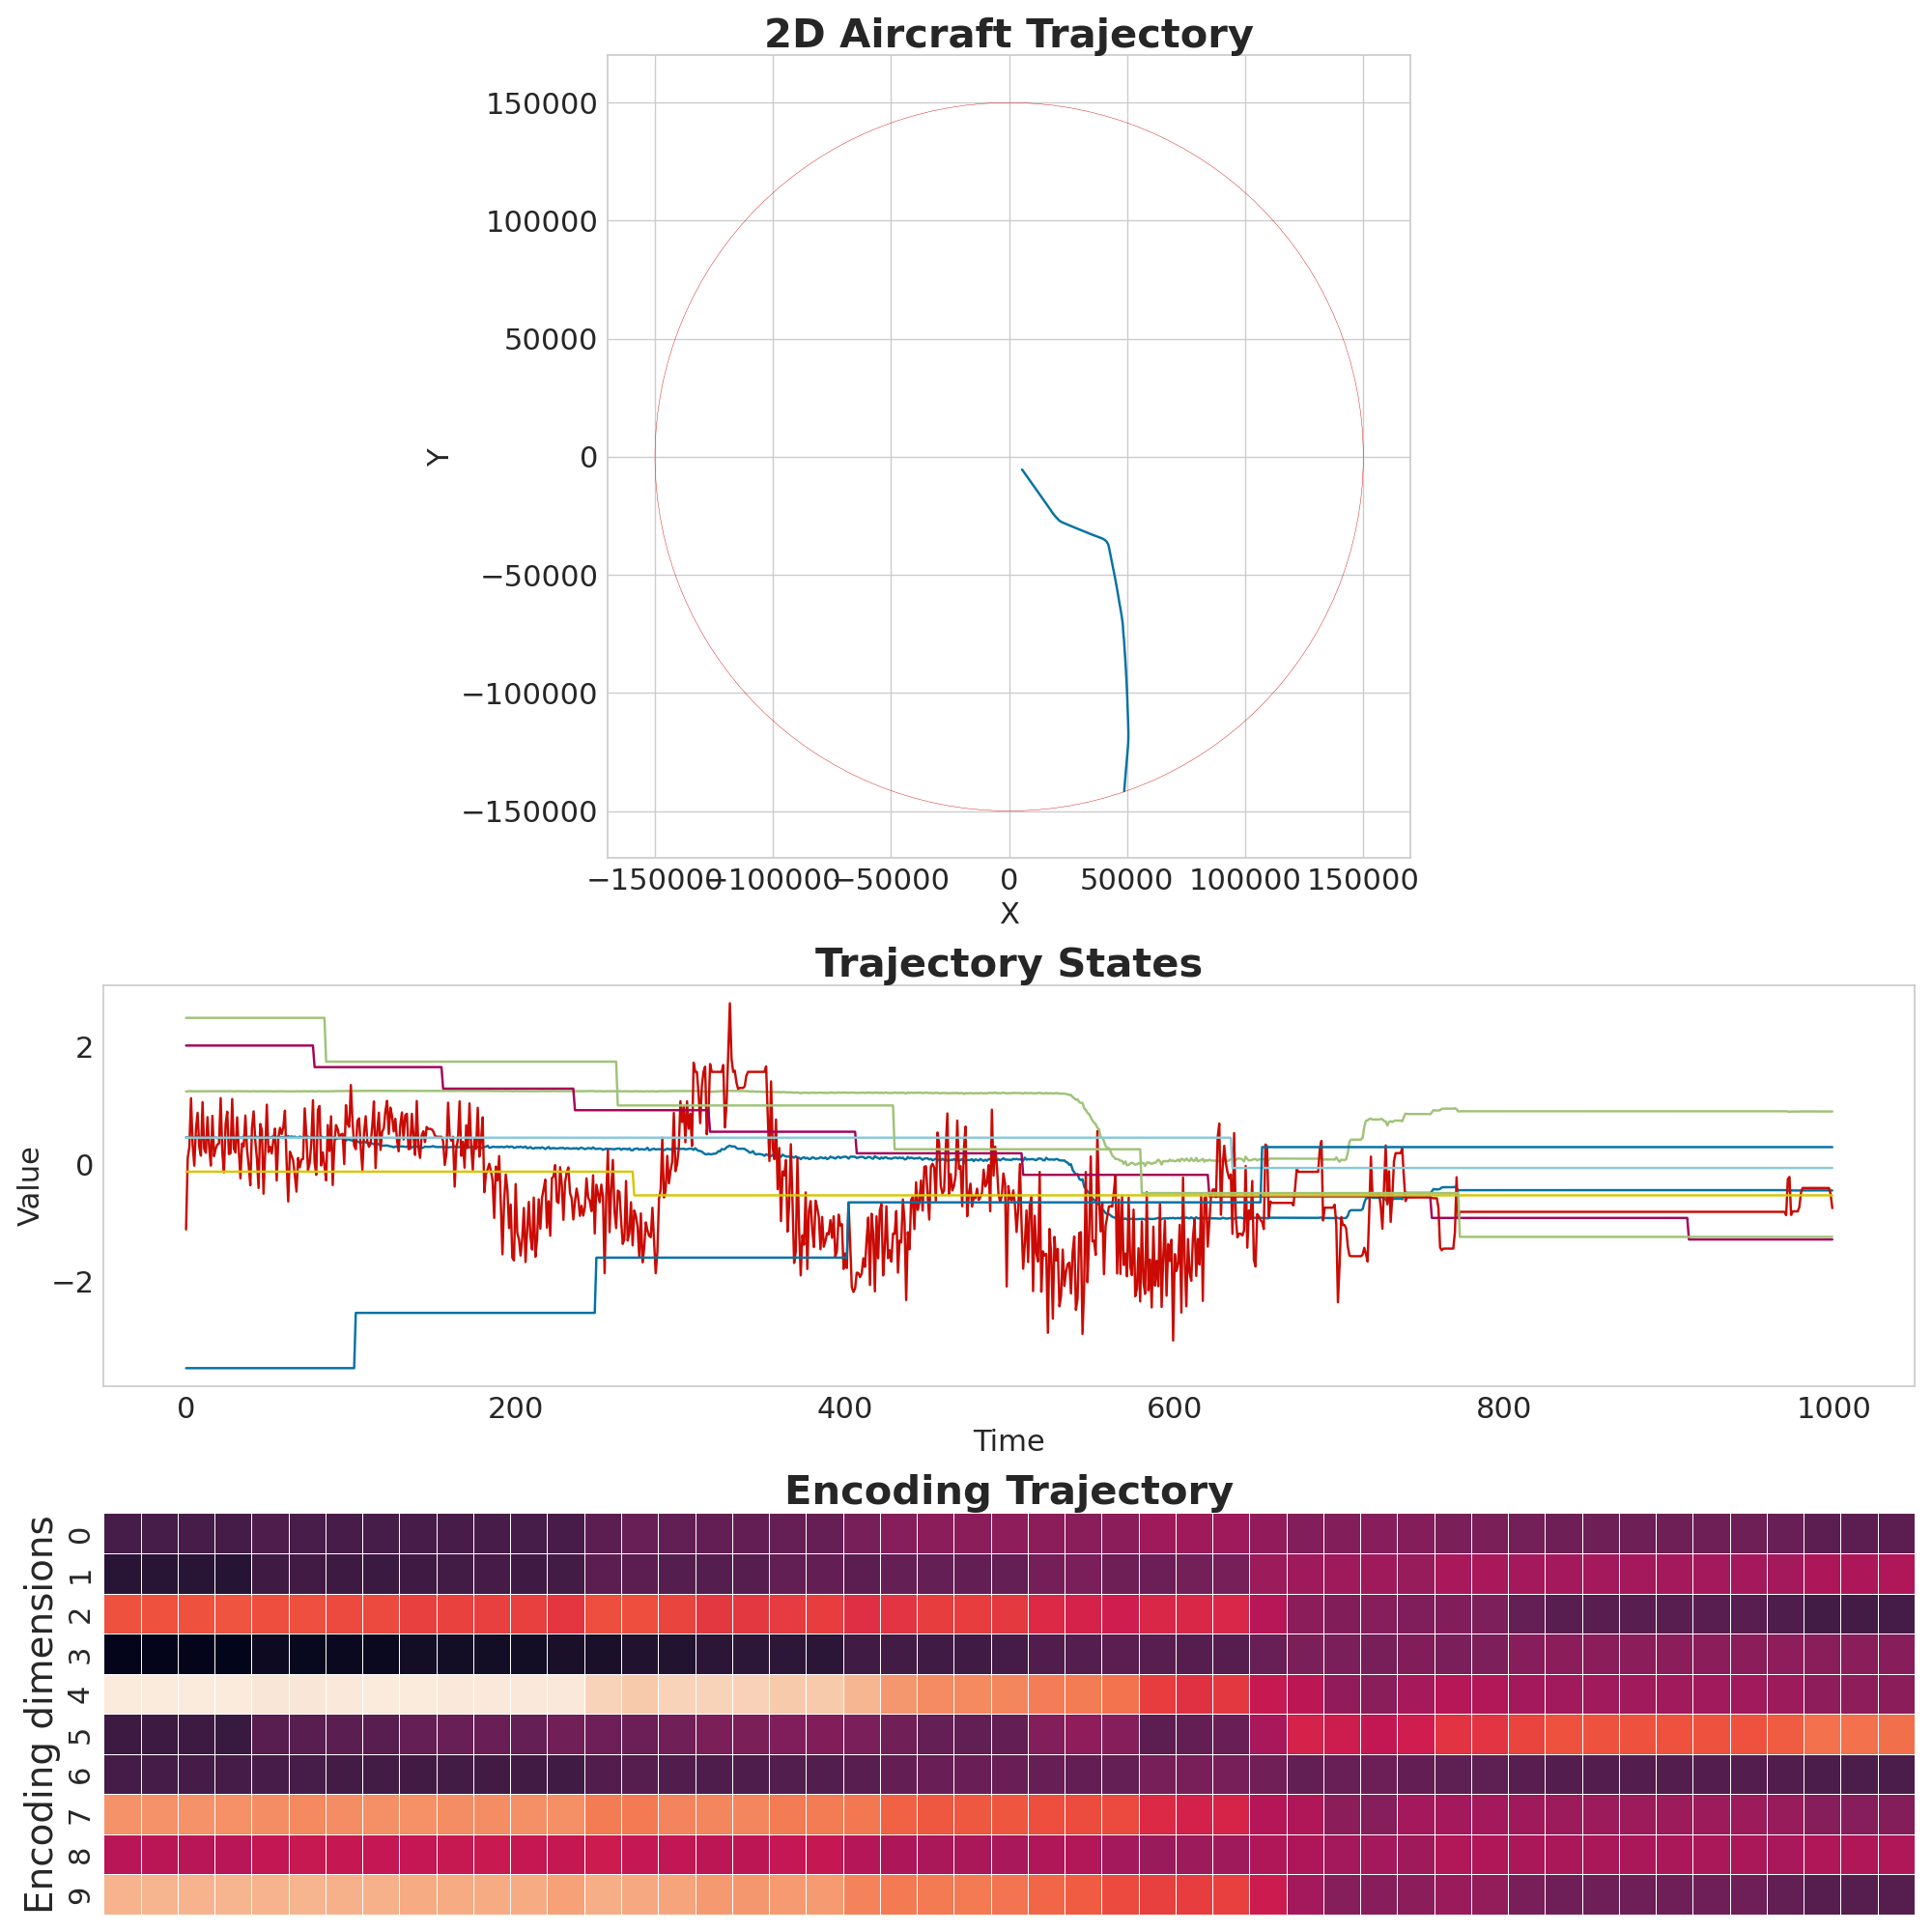 2D Aircraft Trajectory
150000
100000
50000
0
−50000
−100000
−150000
Y
−150000 −100000 −50000 0 50000 100000 150000
X
Trajectory States
2
0
−2
Value
0 200 400 600 800 1000
Time
Encoding Trajectory
Encoding dimensions
0
1
2
3
4
5
6
7
8
9